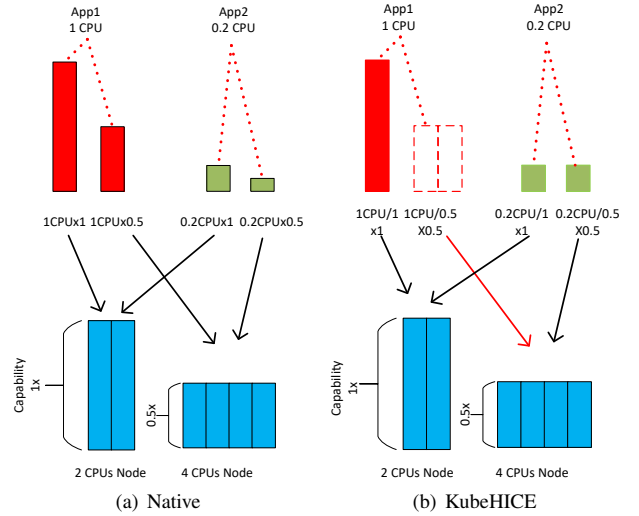 App1
1 CPU
App2
0.2 CPU
1CPUx1
1CPUx0.5
0.2CPUx1
0.2CPUx0.5
Capability
1x
0.5x
2 CPUs Node
4 CPUs Node
(a) Native
App1
1 CPU
App2
0.2 CPU
1CPU/1
x1
1CPU/0.5
X0.5
0.2CPU/1
x1
0.2CPU/0.5
X0.5
Capability
1x
0.5x
2 CPUs Node
4 CPUs Node
(b) KubeHICE